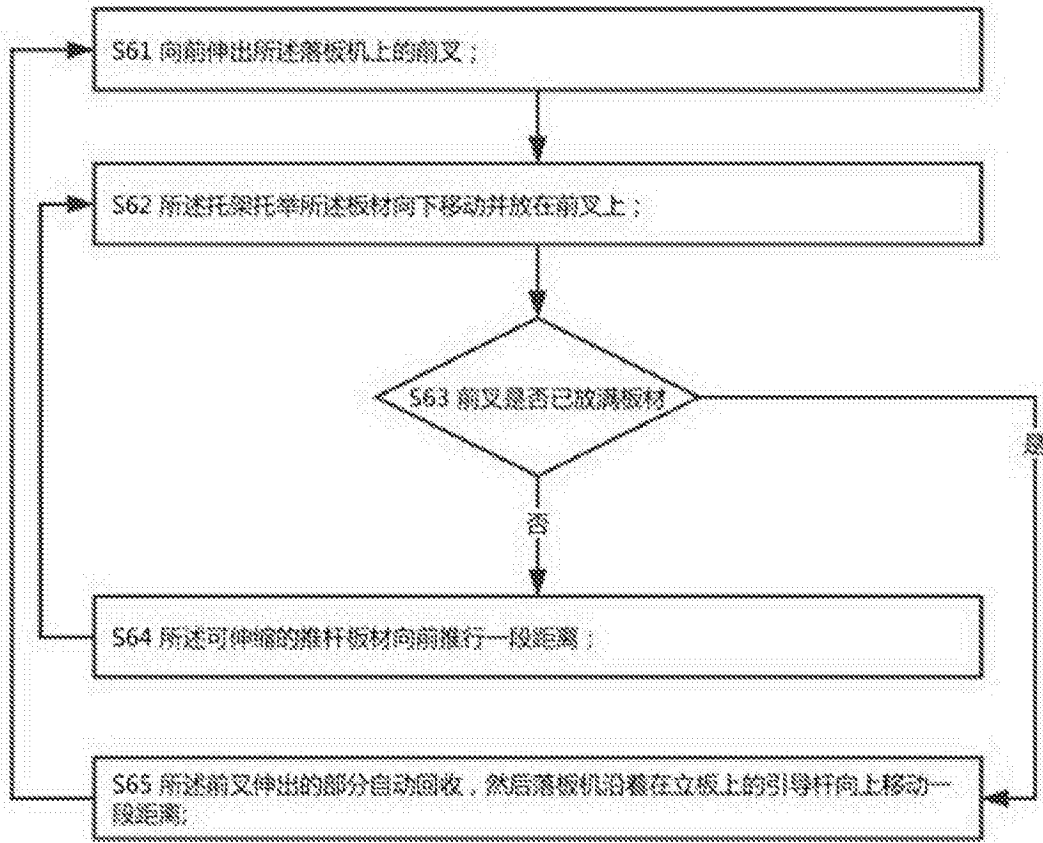 S61 向前伸出所述落板机上的前叉；
S62 所述托架托举所述板材向下移动并放在前叉上；
S63 前叉是否已放满板材
是
否
S64 所述可伸缩的推杆板材向前推行一段距离；
S65 所述前叉伸出的部分自动回收，然后落板机沿着在立板上的引导杆向上移动一
段距离;